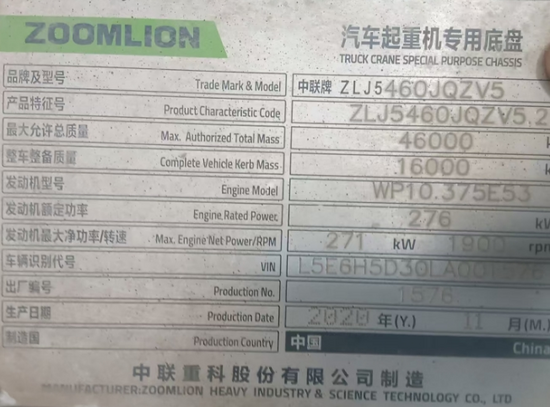 ZOOMLION 汽车起重机专用底盘
TRUCK CRANE SPECIAL PURPOSE CHASSIS
品牌及型号 Trade Mark & Model 中联牌 ZLJ5460JQZV5
产品特征号 Product Characteristic Code ZLJ5460JQZV5.2
最大允许总质量 Max. Authorized Total Mass 46000
整车整备质量 Complete Vehicle Kerb Mass 16000
发动机型号 Engine Model WP10.375E53
发动机额定功率 Engine Rated Power 276
发动机最大净功率/转速 Max. Engine Net Power/RPM 271 kW 1900 rpm
车辆识别代号 VIN L5E6H5D30LA001576
出厂编号 Production No. 1576
生产日期 Production Date 2020 年(Y.) 11 月(M.)
制造国 Production Country 中国 China
中联重科股份有限公司制造
MANUFACTURER:ZOOMLION HEAVY INDUSTRY & SCIENCE TECHNOLOGY CO., LTD